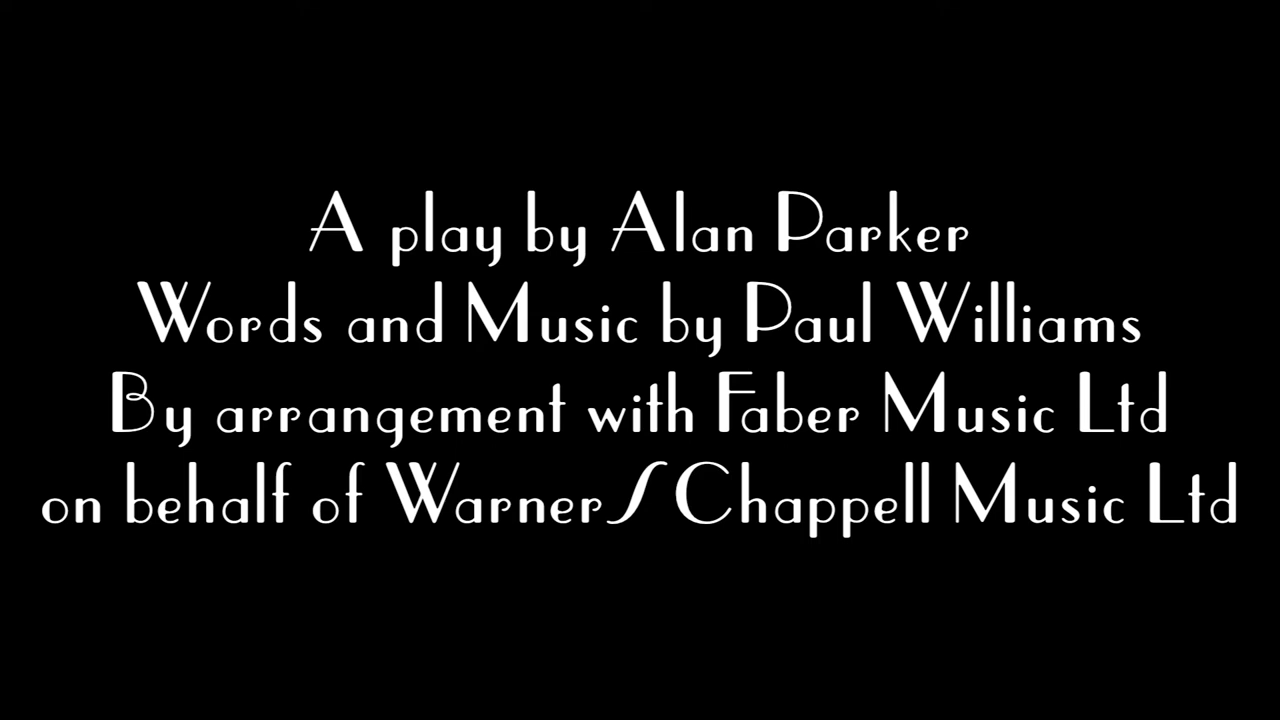 A play by Alan Parker
Words and Music by Paul Williams
By arrangement with Faber Music Ltd
on behalf of Warner/Chappell Music Ltd